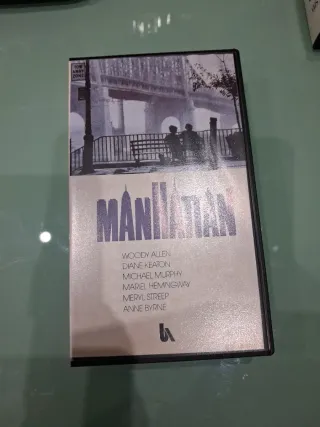 MANHATTAN
WOODY ALLEN
DIANE KEATON
MICHAEL MURPHY
MARIEL HEMINGWAY
MERYL STREEP
ANNE BYRNE